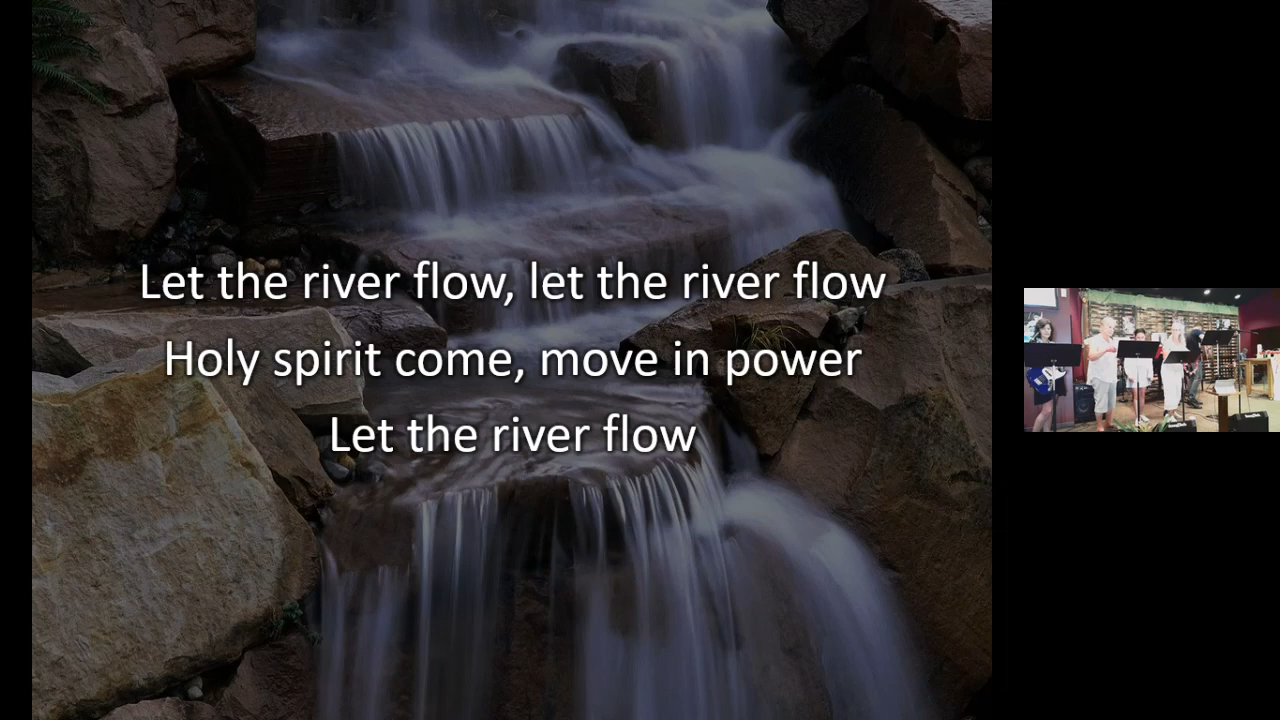 Let the river flow, let the river flow
Holy spirit come, move in power
Let the river flow